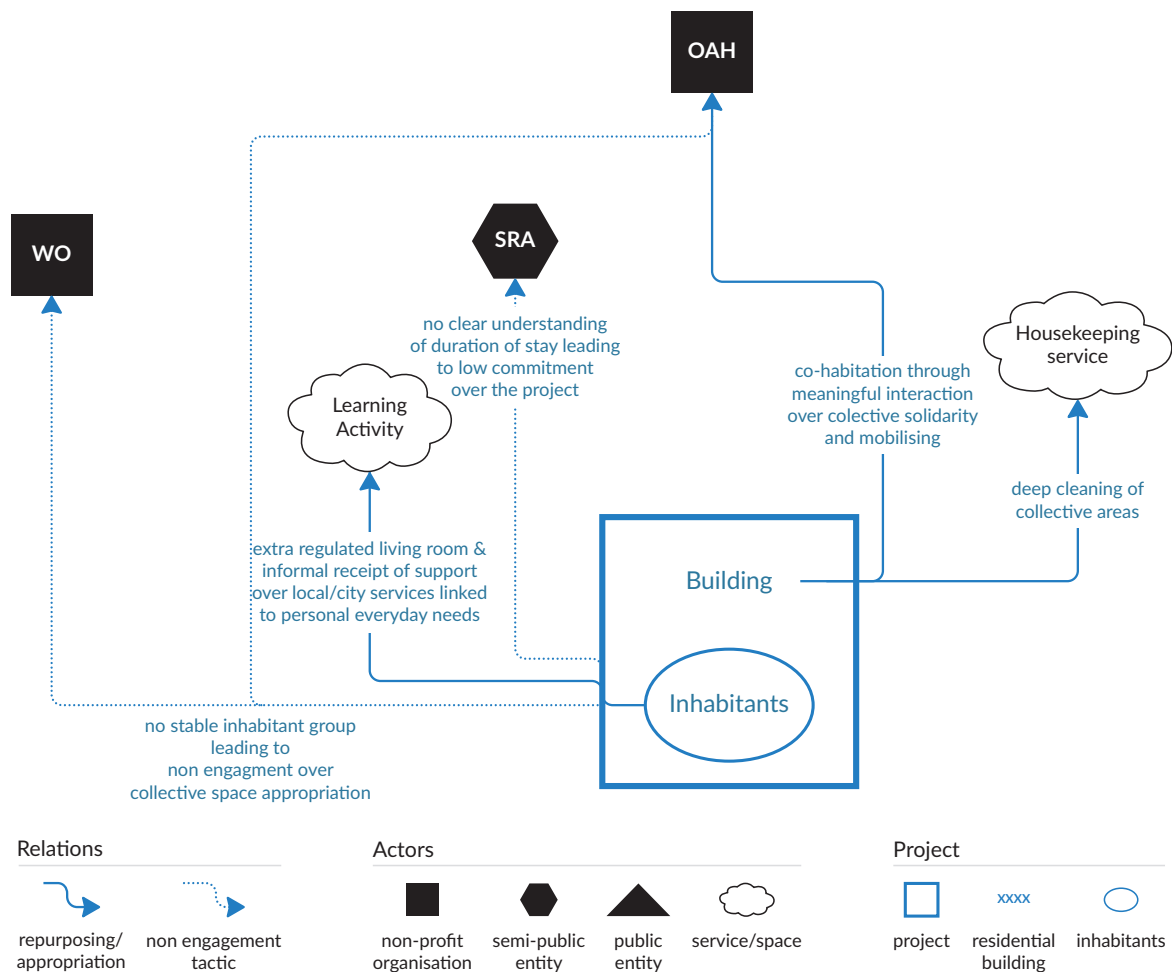 OAH
WO
SRA
no clear understanding
of duration of stay leading
to low commitment
over the project
Housekeeping
service
Learning
Activity
co-habitation through
meaningful interaction
over colective solidarity
and mobilising
deep cleaning of
collective areas
extra regulated living room &
informal receipt of support
over local/city services linked
to personal everyday needs
Building
Inhabitants
no stable inhabitant group
leading to
non engagment over
collective space appropriation
Relations
repurposing/
appropriation
non engagement
tactic
Actors
non-profit
organisation
semi-public
entity
public
entity
service/space
Project
project
xxxx
residential
building
inhabitants